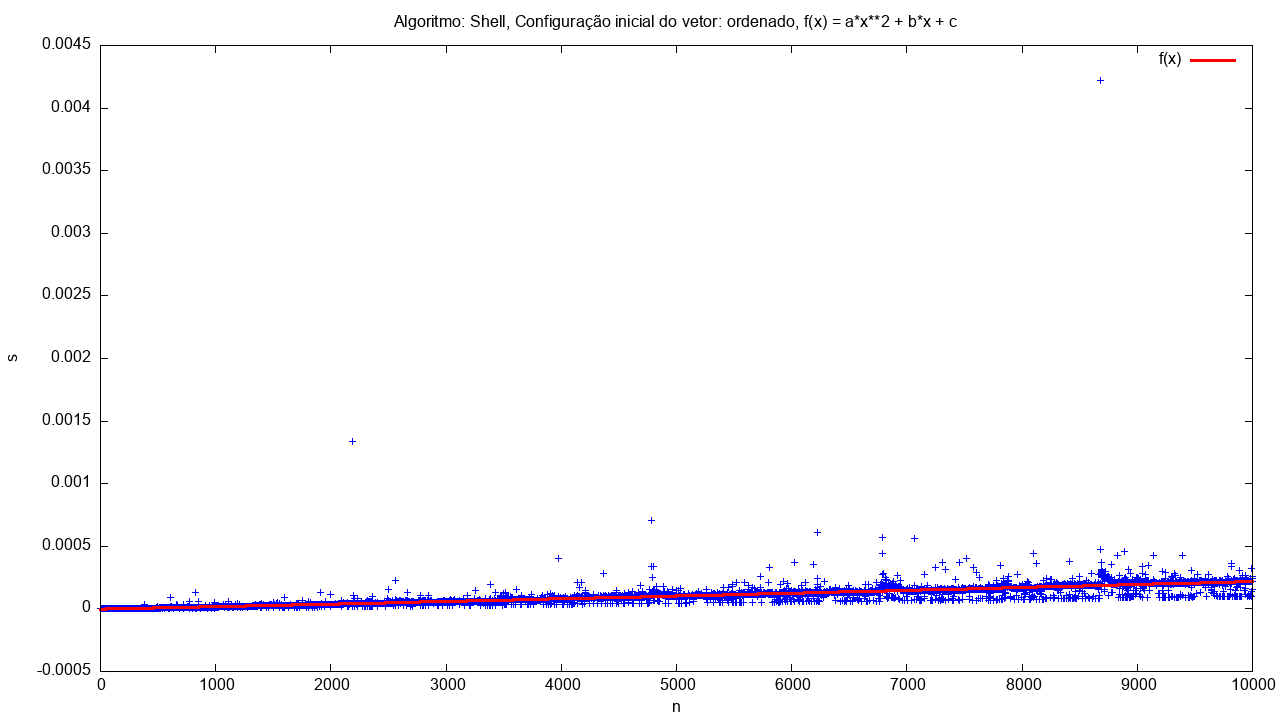 Algoritmo: Shell, Configuração inicial do vetor: ordenado, f(x) = a*x**2 + b*x + c
f(x)
0.0045
0.004
0.0035
0.003
0.0025
0.002
0.0015
0.001
0.0005
0
-0.0005
s
0 1000 2000 3000 4000 5000 6000 7000 8000 9000 10000
n